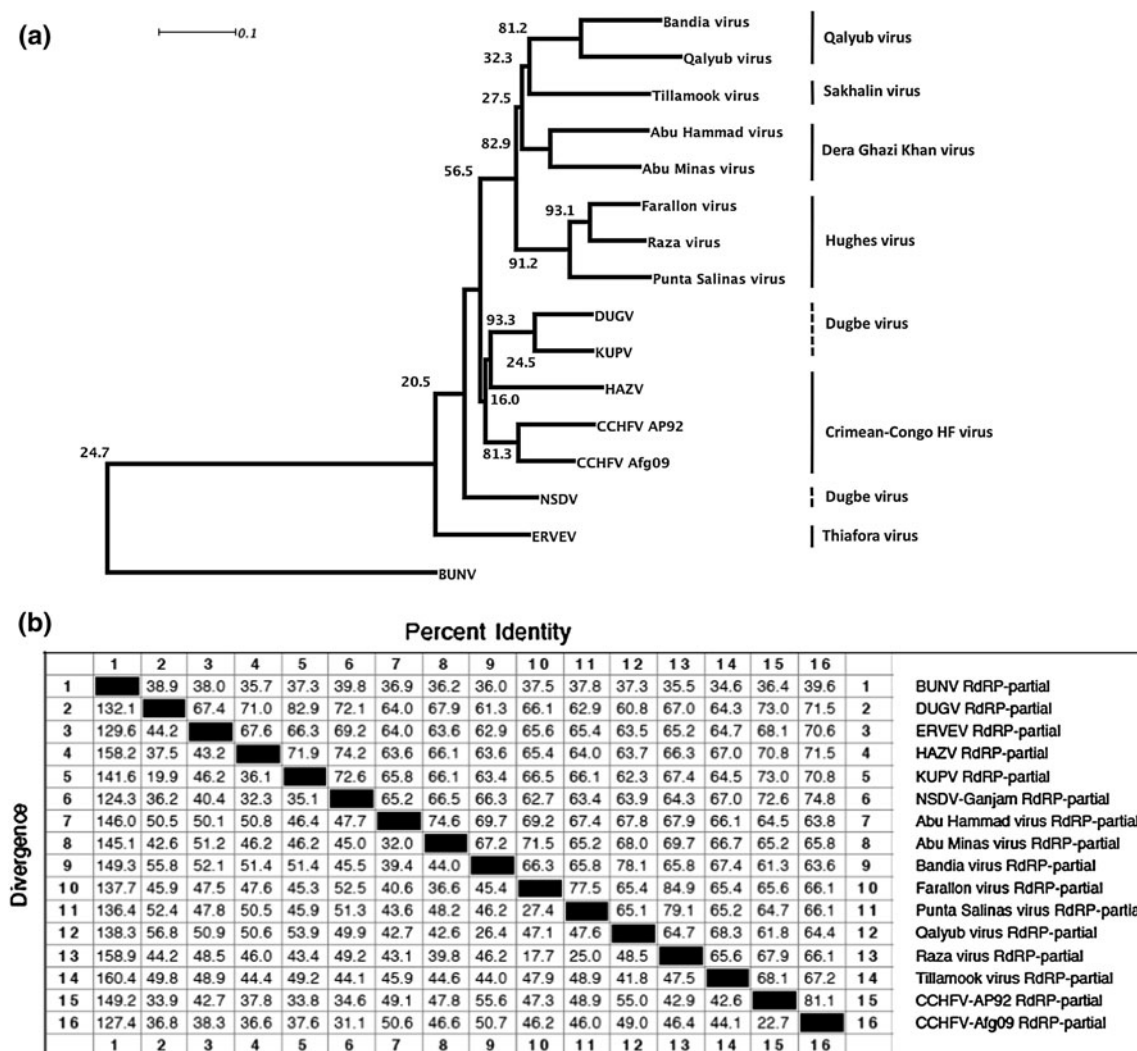 (a)
0.1
Bandia virus
81.2
Qalyub virus
Qalyub virus
32.3
Tillamook virus
Sakhalin virus
27.5
Abu Hammad virus
82.9
Dera Ghazi Khan virus
Abu Minas virus
56.5
Farallon virus
93.1
Raza virus
Hughes virus
91.2
Punta Salinas virus
DUGV
93.3
Dugbe virus
KUPV
24.5
20.5
HAZV
16.0
CCHFV AP92
Crimean-Congo HF virus
24.7
81.3
CCHFV Afg09
NSDV
Dugbe virus
ERVEV
Thiafora virus
BUNV
(b)
Percent Identity
Divergence
1 2 3 4 5 6 7 8 9 10 11 12 13 14 15 16
1 38.9 38.0 35.7 37.3 39.8 36.9 36.2 36.0 37.5 37.8 37.3 35.5 34.6 36.4 39.6 1 BUNV RdRP-partial
2 132.1 67.4 71.0 82.9 72.1 64.0 67.9 61.3 66.1 62.9 60.8 67.0 64.3 73.0 71.5 2 DUGV RdRP-partial
3 129.6 44.2 67.6 66.3 69.2 64.0 63.6 62.9 65.6 65.4 63.5 65.2 64.7 68.1 70.6 3 ERVEV RdRP-partial
4 158.2 37.5 43.2 71.9 74.2 63.6 66.1 63.6 65.4 64.0 63.7 66.3 67.0 70.8 71.5 4 HAZV RdRP-partial
5 141.6 19.9 46.2 36.1 72.6 65.8 66.1 63.4 66.5 66.1 62.3 67.4 64.5 73.0 70.8 5 KUPV RdRP-partial
6 124.3 36.2 40.4 32.3 35.1 65.2 66.5 66.3 62.7 63.4 63.9 64.3 67.0 72.6 74.8 6 NSDV-Ganjam RdRP-partial
7 146.0 50.5 50.1 50.8 46.4 47.7 74.6 69.7 69.2 67.4 67.8 67.9 66.1 64.5 63.8 7 Abu Hammad virus RdRP-partial
8 145.1 42.6 51.2 46.2 46.2 45.0 32.0 67.2 71.5 65.2 68.0 69.7 66.7 65.2 66.4 8 Abu Minas virus RdRP-partial
9 149.3 55.8 52.1 51.4 51.4 45.5 39.4 44.0 66.3 65.8 78.1 65.8 67.4 61.3 63.6 9 Bandia virus RdRP-partial
10 137.7 45.9 47.5 47.6 45.3 52.5 40.6 36.6 45.4 77.5 65.4 84.9 65.4 65.6 66.1 10 Farallon virus RdRP-partial
11 136.4 52.4 47.8 50.5 45.9 51.3 43.6 48.2 46.2 27.4 65.1 79.1 65.2 64.7 66.1 11 Punta Salinas virus RdRP-partial
12 138.3 56.8 50.9 50.6 53.9 49.9 42.7 42.6 26.4 47.1 47.6 64.7 68.3 61.8 64.4 12 Qalyub virus RdRP-partial
13 158.9 44.2 48.5 46.0 43.4 49.2 43.1 39.8 46.2 17.7 25.0 48.5 65.6 67.9 66.1 13 Raza virus RdRP-partial
14 160.4 49.8 48.9 44.4 49.2 44.1 45.9 44.6 44.0 47.9 48.9 41.8 47.5 68.1 67.2 14 Tillamook virus RdRP-partial
15 149.2 33.9 42.7 37.8 33.8 34.6 49.1 47.8 55.6 47.3 48.9 55.0 42.9 42.6 81.1 15 CCHFV-AP92 RdRP-partial
16 127.4 36.8 38.3 36.6 37.6 31.1 50.6 46.6 50.7 46.2 46.0 49.0 46.4 44.1 22.7 16 CCHFV-Afg09 RdRP-partial
1 2 3 4 5 6 7 8 9 10 11 12 13 14 15 16